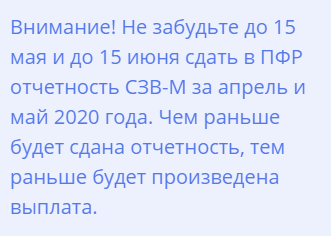 Внимание! Не забудьте до 15
мая и до 15 июня сдать в ПФР
отчетность СЗВ-М за апрель и
май 2020 года. Чем раньше
будет сдана отчетность, тем
раньше будет произведена
выплата.